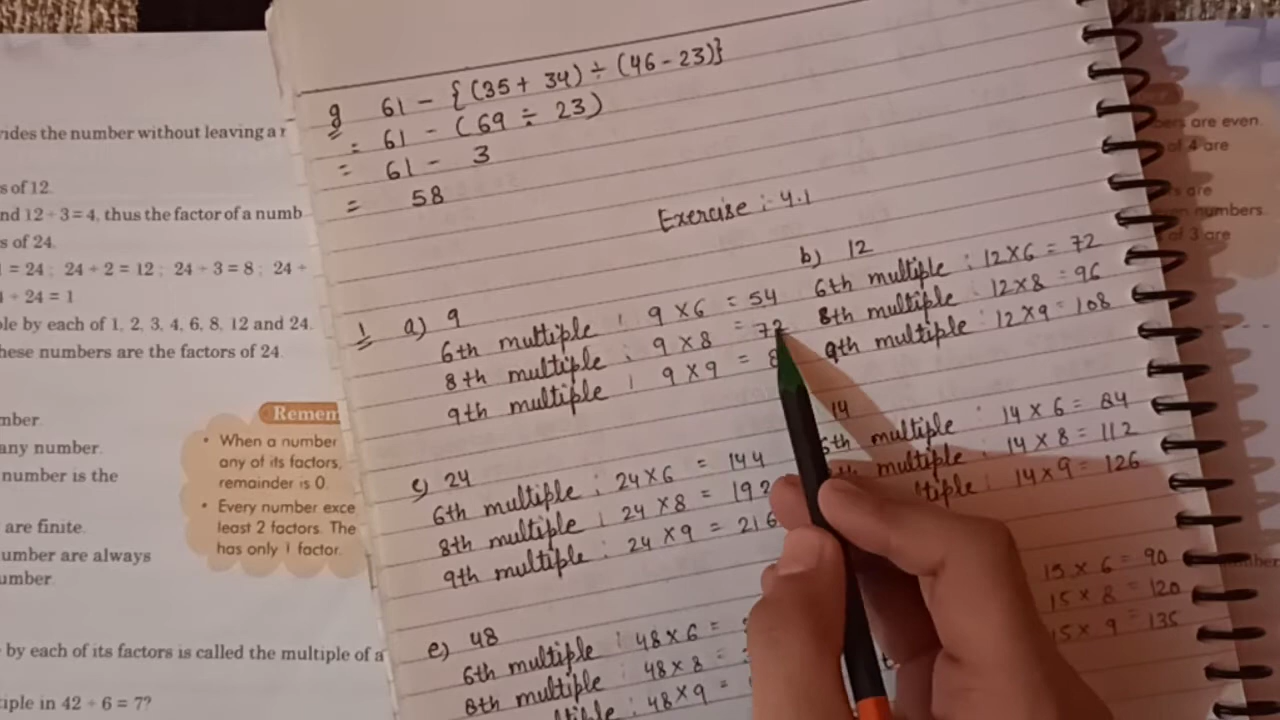 g 61 - {(35 + 34) ÷ (46 - 23)}
= 61 - (69 ÷ 23)
= 61 - 3
= 58
Exercise : 4.1
1 a) 9
6th multiple : 9 × 6 = 54
8th multiple : 9 × 8 = 72
9th multiple : 9 × 9 = 8
b) 12
6th multiple : 12×6 = 72
8th multiple : 12×8 = 96
9th multiple : 12×9 = 108
c) 24
6th multiple : 24×6 = 144
8th multiple : 24 × 8 = 192
9th multiple : 24 × 9 = 216
14
6th multiple : 14 × 6 = 84
multiple : 14 × 8 = 112
14×9 = 126
e) 48
6th multiple : 48×6 =
8th multiple : 48×8 =
: 48×9 =
15 × 6 = 90
15 × 8 = 120
15 × 9 = 135
ides the number without leaving a
s of 12.
nd 12 ÷ 3 = 4, thus the factor of a numb
s of 24.
= 24 ; 24 ÷ 2 = 12 ; 24 ÷ 3 = 8 ; 24 ÷
÷ 24 = 1
le by each of 1, 2, 3, 4, 6, 8, 12 and 24.
hese numbers are the factors of 24.
mber.
any number.
number is the
are finite.
umber are always
umber.
Remem
• When a number
any of its factors,
remainder is 0.
• Every number exce
least 2 factors. The
has only 1 factor.
by each of its factors is called the multiple of a
iple in 42 ÷ 6 = 7?
are even.
of 4 are
are
numbers.
of 3 are